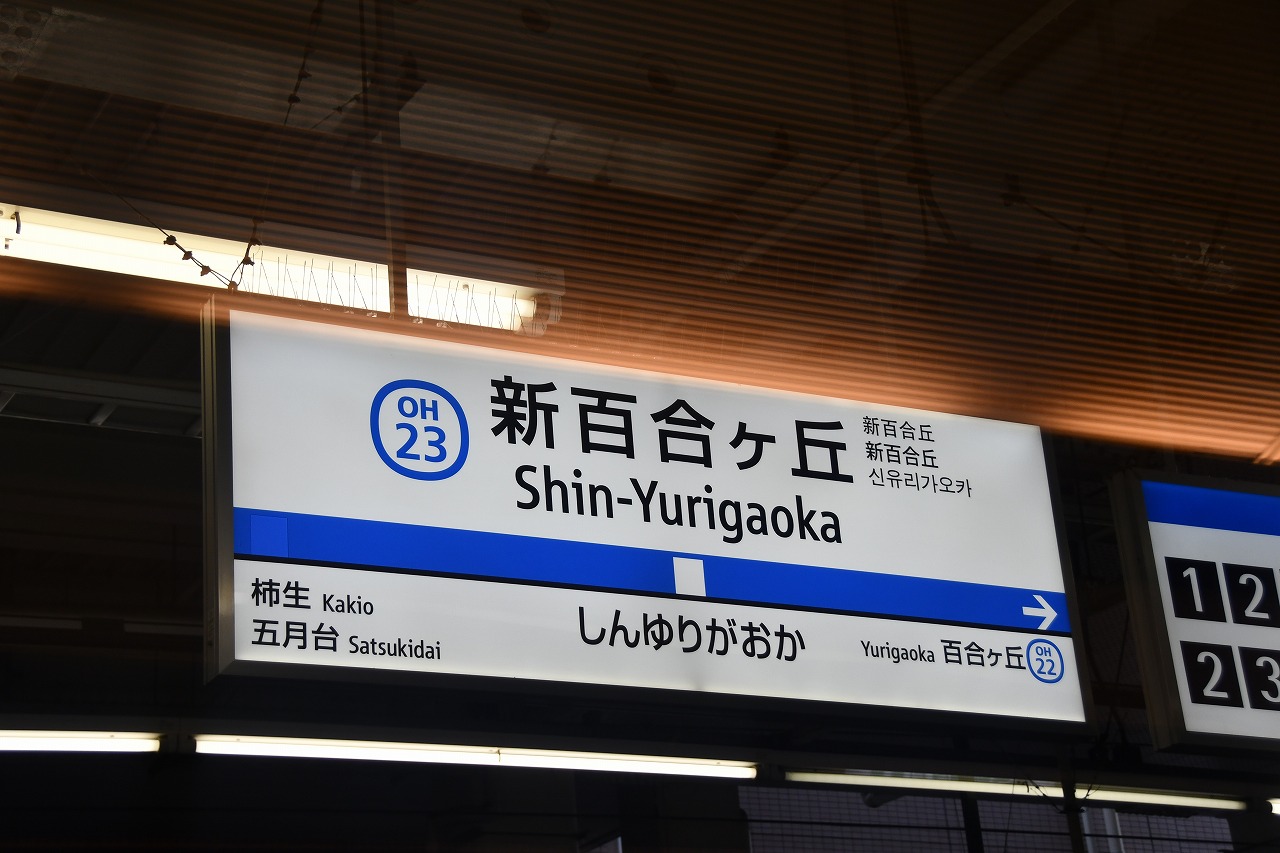 OH
23
新百合ヶ丘
Shin-Yurigaoka
新百合丘
新百合丘
신유리가오카
柿生 Kakio
五月台 Satsukidai
しんゆりがおか
Yurigaoka 百合ヶ丘 OH 22
1 2
2 3